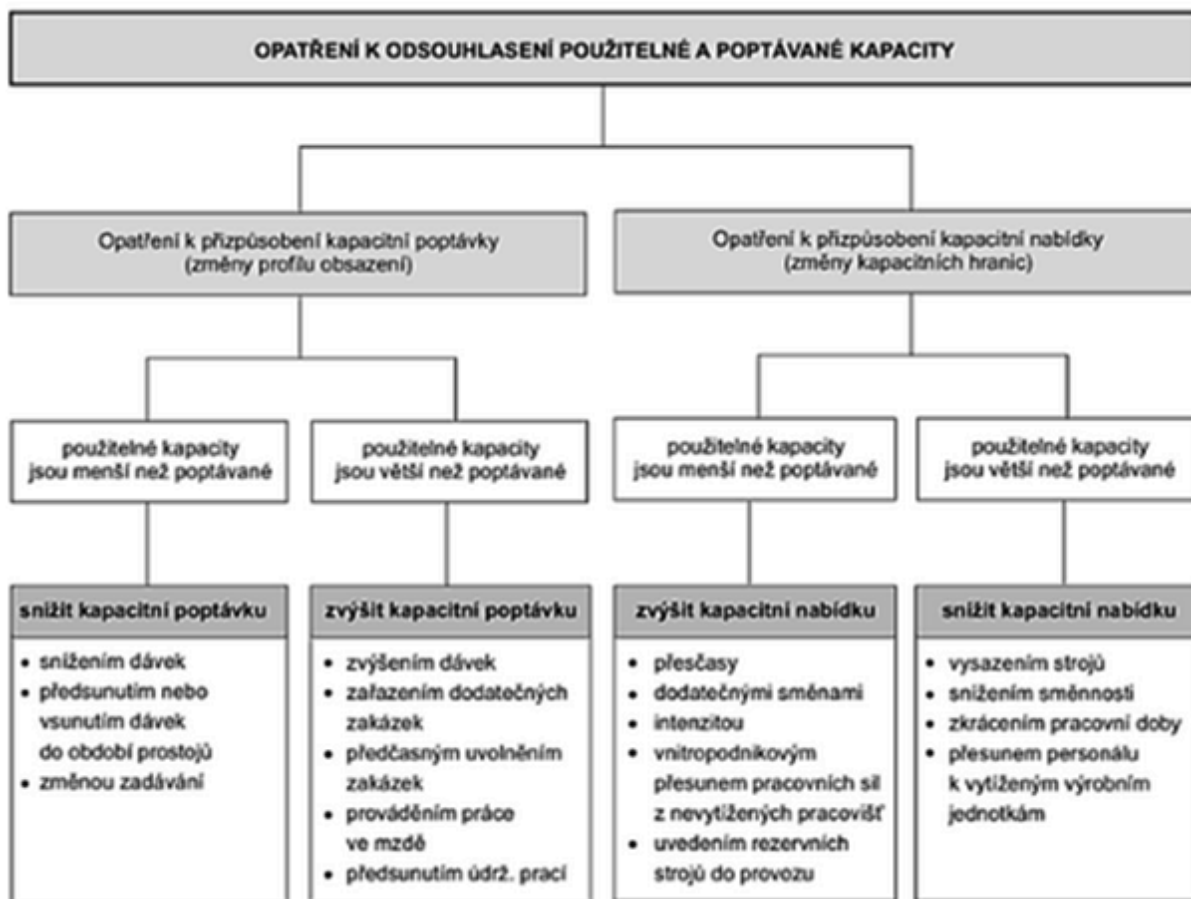 OPATŘENÍ K ODSOUHLASENÍ POUŽITELNÉ A POPTÁVANÉ KAPACITY
Opatření k přizpůsobení kapacitní poptávky
(změny profilu obsazení)
Opatření k přizpůsobení kapacitní nabídky
(změny kapacitních hranic)
použitelné kapacity
jsou menší než poptávané
použitelné kapacity
jsou větší než poptávané
použitelné kapacity
jsou menší než poptávané
použitelné kapacity
jsou větší než poptávané
snižit kapacitní poptávku
• snížením dávek
• předsunutím nebo
vsunutím dávek
do období prostojů
• změnou zadávání
zvýšit kapacitní poptávku
• zvýšením dávek
• zařazením dodatečných
zakázek
• předčasným uvolněním
zakázek
• prováděním práce
ve mzdě
• předsunutím údrž. prací
zvýšit kapacitní nabídku
• přesčasy
• dodatečnými směnami
• intenzitou
• vnitropodnikovým
přesunem pracovních sil
z nevytížených pracovišť
• uvedením rezervních
strojů do provozu
snížit kapacitní nabídku
• vysazením strojů
• snížením směnnosti
• zkrácením pracovní doby
• přesunem personálu
k vytíženým výrobním
jednotkám